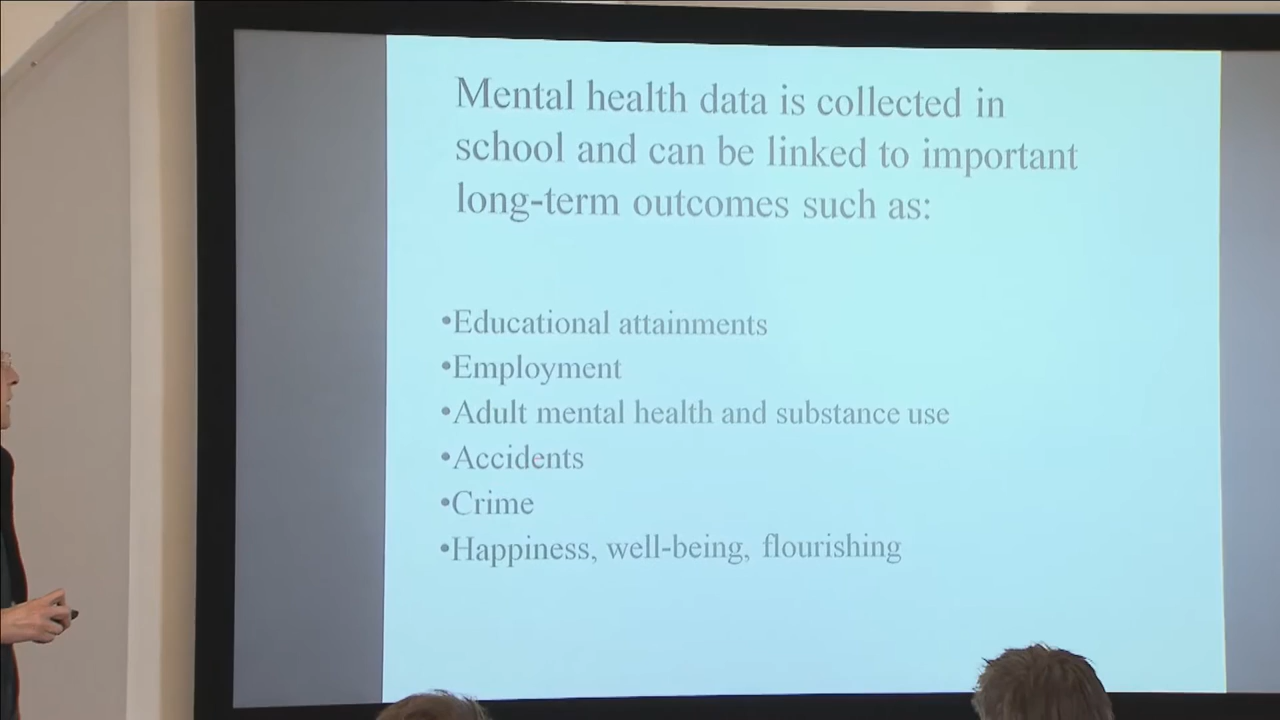 Mental health data is collected in
school and can be linked to important
long-term outcomes such as:
•Educational attainments
•Employment
•Adult mental health and substance use
•Accidents
•Crime
•Happiness, well-being, flourishing